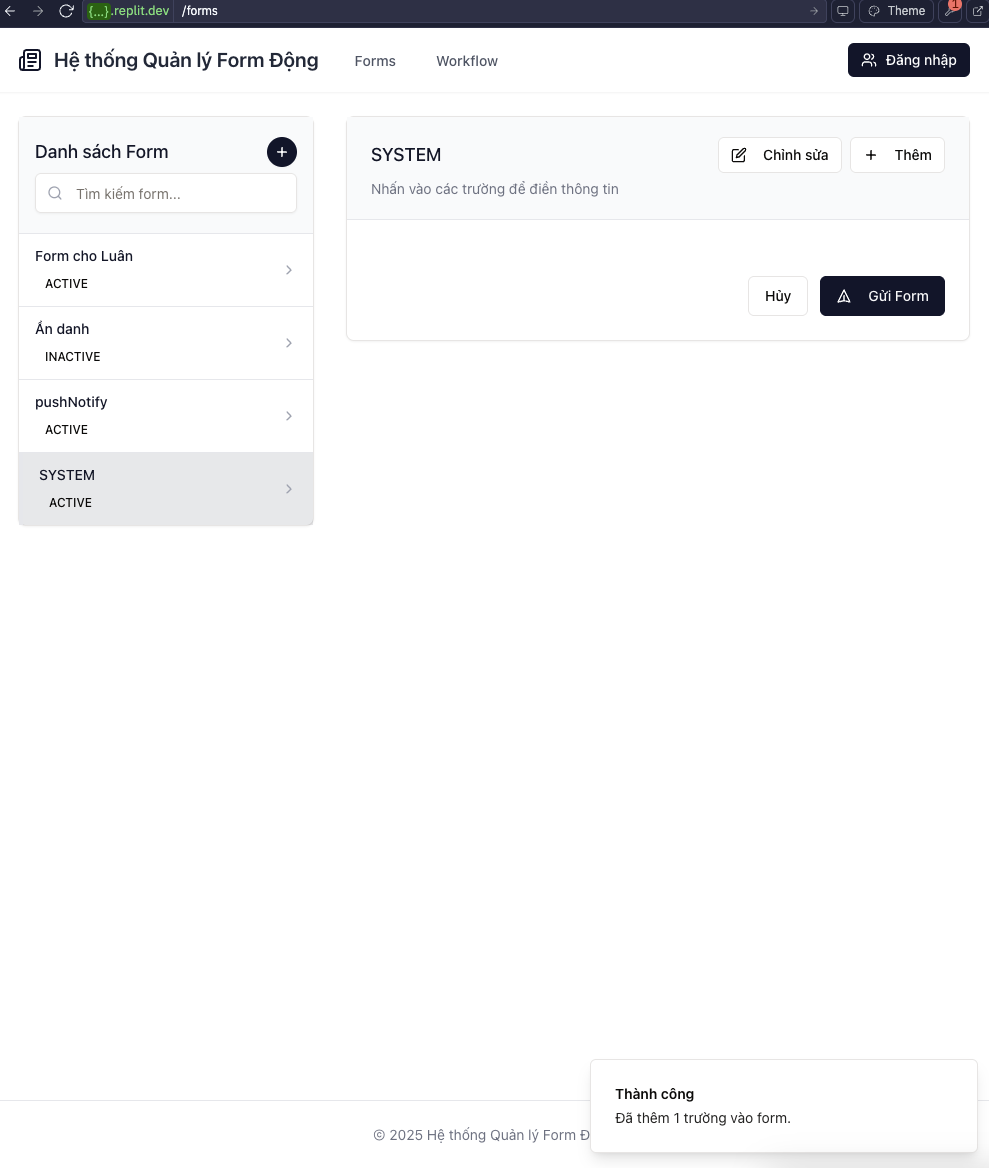 {...}.replit.dev /forms
Theme
1
Hệ thống Quản lý Form Động
Forms
Workflow
Đăng nhập
Danh sách Form
Tìm kiếm form...
Form cho Luân
ACTIVE
Ẩn danh
INACTIVE
pushNotify
ACTIVE
SYSTEM
ACTIVE
SYSTEM
Chỉnh sửa
Thêm
Nhấn vào các trường để điền thông tin
Hủy
Gửi Form
Thành công
Đã thêm 1 trường vào form.
© 2025 Hệ thống Quản lý Form Đ